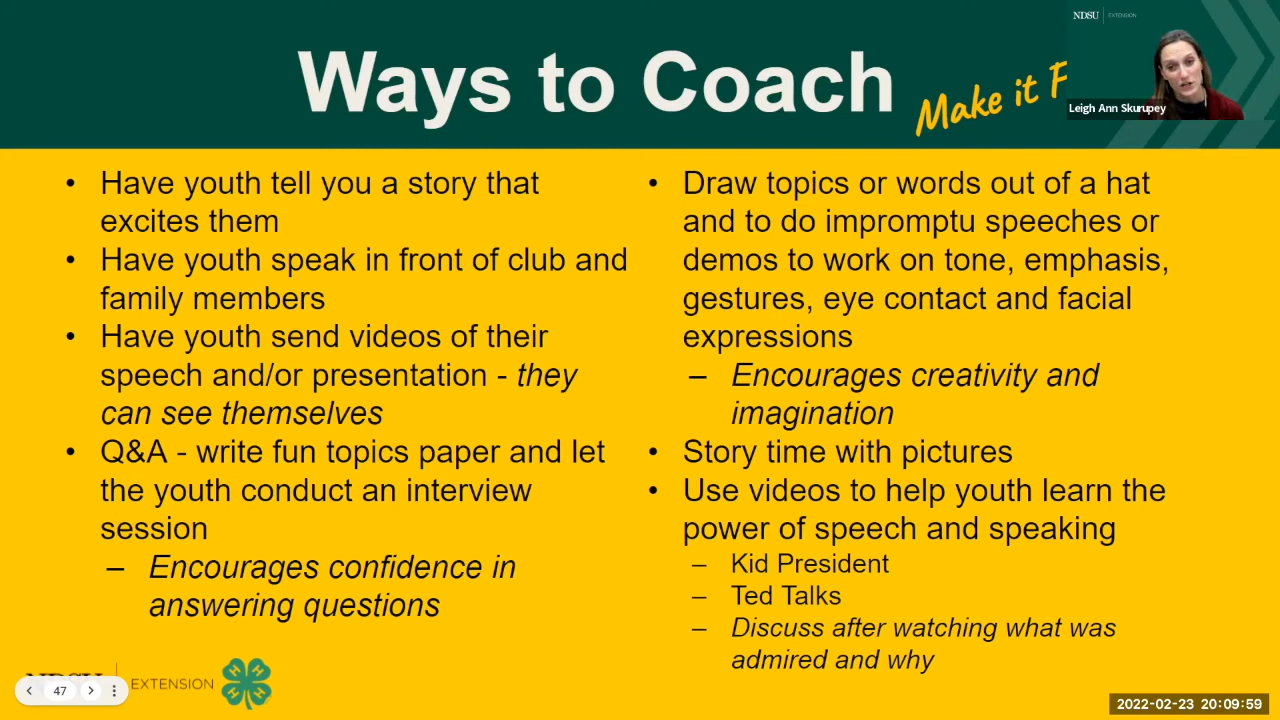 NDSU EXTENSION
Ways to Coach
Make it F
Leigh Ann Skurupey
• Have youth tell you a story that
excites them
• Have youth speak in front of club and
family members
• Have youth send videos of their
speech and/or presentation - they
can see themselves
• Q&A - write fun topics paper and let
the youth conduct an interview
session
– Encourages confidence in
answering questions
• Draw topics or words out of a hat
and to do impromptu speeches or
demos to work on tone, emphasis,
gestures, eye contact and facial
expressions
– Encourages creativity and
imagination
• Story time with pictures
• Use videos to help youth learn the
power of speech and speaking
– Kid President
– Ted Talks
– Discuss after watching what was
admired and why
NDSU EXTENSION
H H H H
47
2022-02-23 20:09:59